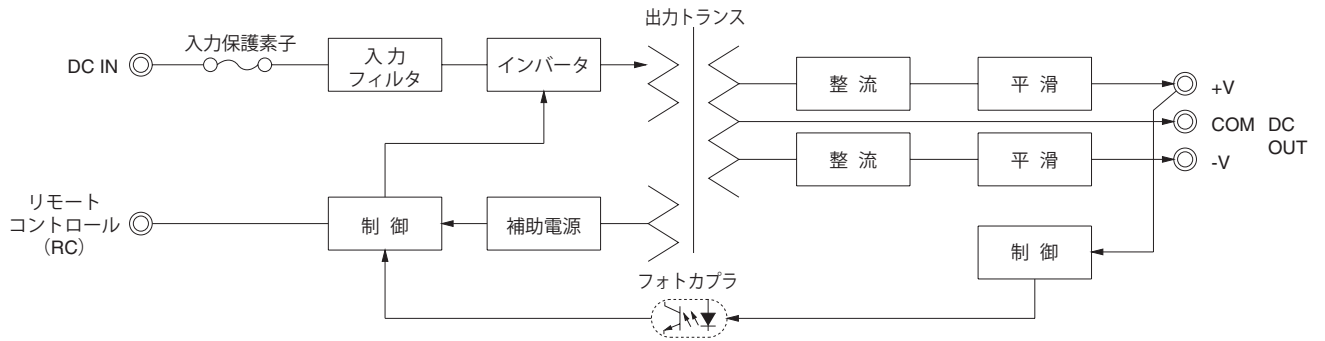 出力トランス
入力保護素子
DC IN
入 力
フィルタ
インバータ
整 流
平 滑
+V
COM DC
OUT
整 流
平 滑
-V
リモート
コントロール
(RC)
制 御
補助電源
制 御
フォトカプラ